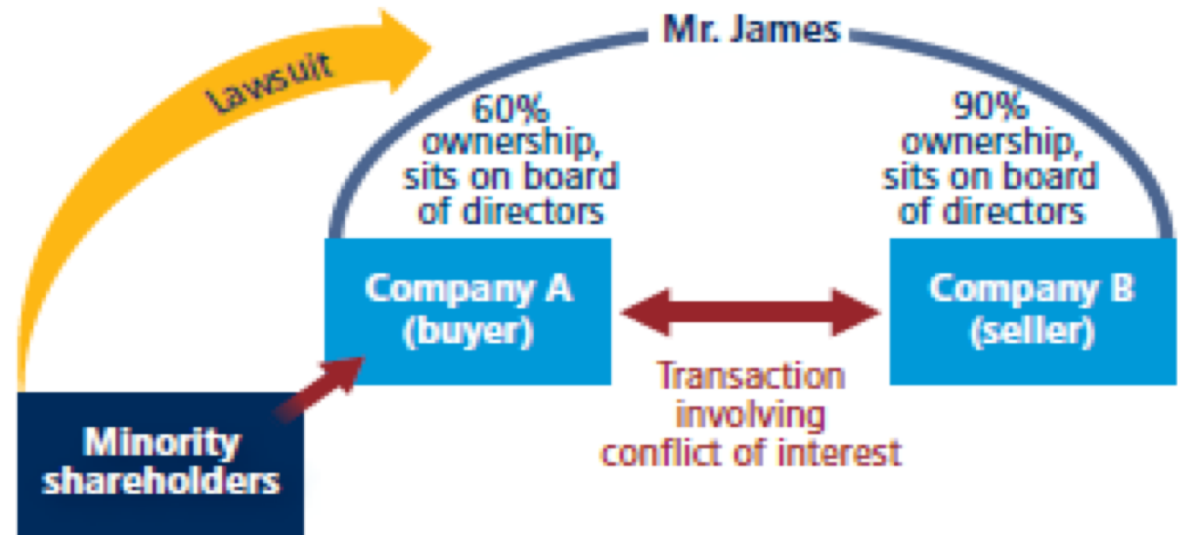 Mr. James
Lawsuit
60%
ownership,
sits on board
of directors
90%
ownership,
sits on board
of directors
Company A
(buyer)
Company B
(seller)
Transaction
involving
conflict of interest
Minority
shareholders